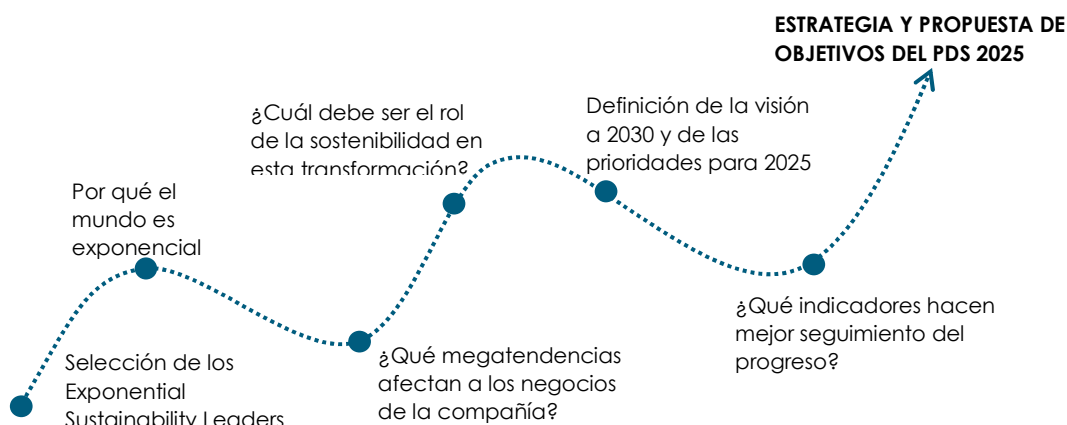 ESTRATEGIA Y PROPUESTA DE
OBJETIVOS DEL PDS 2025
¿Cuál debe ser el rol
de la sostenibilidad en
esta transformación?
Definición de la visión
a 2030 y de las
prioridades para 2025
Por qué el
mundo es
exponencial
¿Qué indicadores hacen
mejor seguimiento del
progreso?
¿Qué megatendencias
afectan a los negocios
de la compañía?
Selección de los
Exponential
Sustainability Leaders